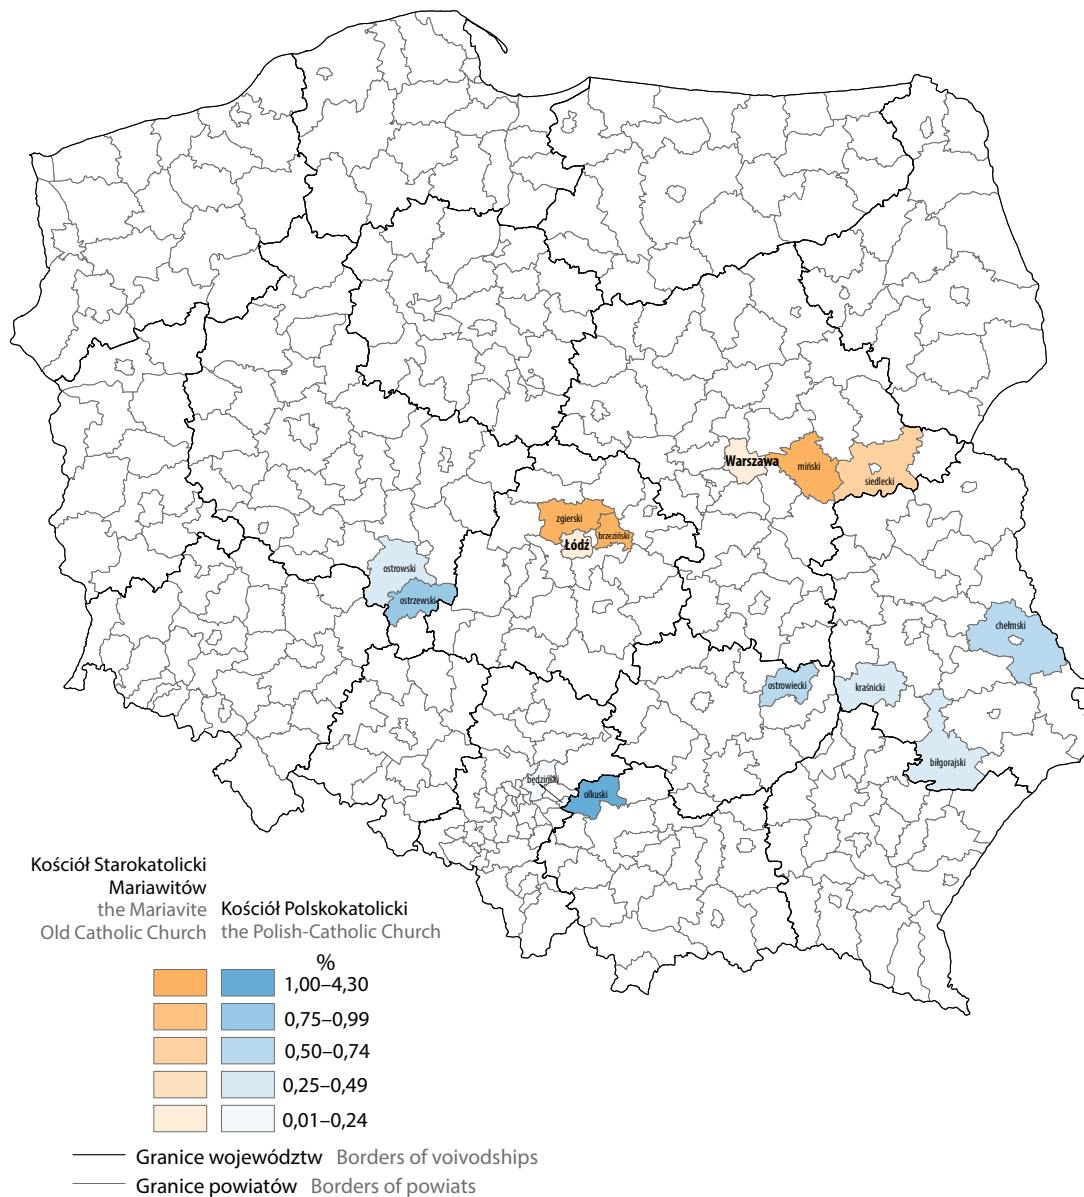 Warszawa
miński
siedlecki
zgierski
brzeziński
Łódź
ostrowski
ostrzewski
chełmski
ostrowiecki
kraśnicki
biłgorajski
będziński
olkuski
Kościół Starokatolicki
Mariawitów
the Mariavite
Old Catholic Church
Kościół Polskokatolicki
the Polish-Catholic Church
%
1,00–4,30
0,75–0,99
0,50–0,74
0,25–0,49
0,01–0,24
Granice województw Borders of voivodships
Granice powiatów Borders of powiats